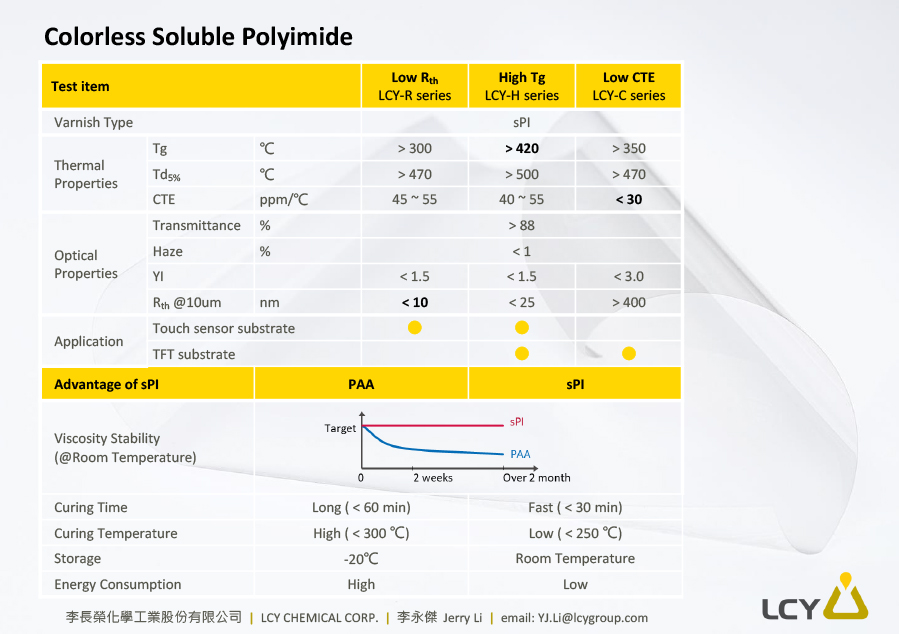 Colorless Soluble Polyimide
Test item
Low Rth
LCY-R series
High Tg
LCY-H series
Low CTE
LCY-C series
Varnish Type sPI
Thermal
Properties
Tg ℃ > 300 > 420 > 350
Td5% ℃ > 470 > 500 > 470
CTE ppm/℃ 45 ~ 55 40 ~ 55 < 30
Optical
Properties
Transmittance % > 88
Haze % < 1
YI < 1.5 < 1.5 < 3.0
Rth @10um nm < 10 < 25 > 400
Application
Touch sensor substrate
TFT substrate
Advantage of sPI PAA sPI
Viscosity Stability
(@Room Temperature)
Target
sPI
PAA
0 2 weeks Over 2 month
Curing Time Long ( < 60 min) Fast ( < 30 min)
Curing Temperature High ( < 300 ℃) Low ( < 250 ℃)
Storage -20℃ Room Temperature
Energy Consumption High Low
李長榮化學工業股份有限公司 | LCY CHEMICAL CORP. | 李永傑 Jerry Li | email: YJ.Li@lcygroup.com
LCY